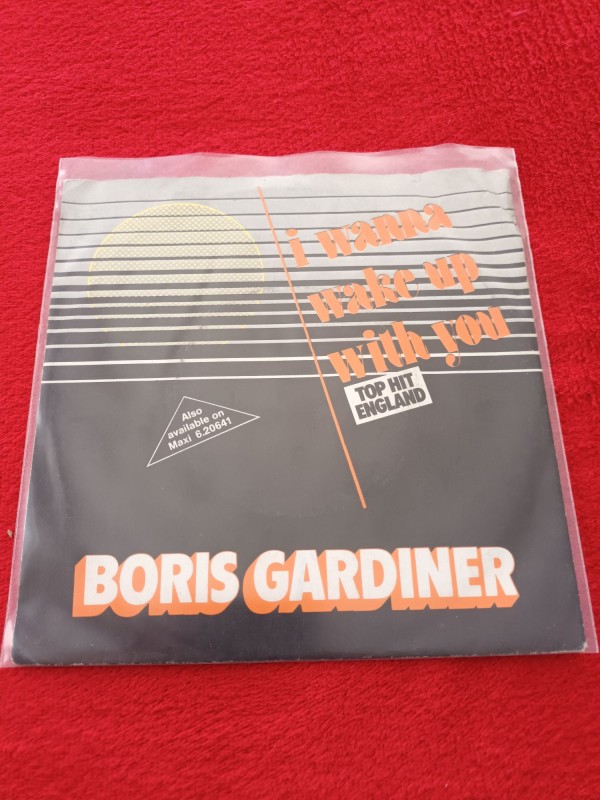 i wanna
wake up
with you
TOP HIT
ENGLAND
Also
available on
Maxi 6.20641
BORIS GARDINER